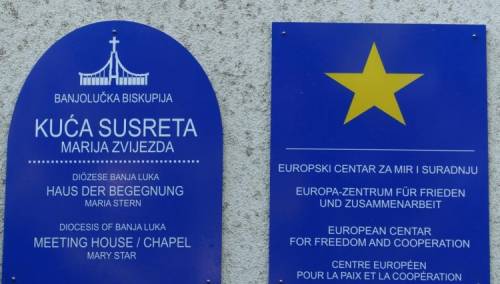 BANJOLUČKA BISKUPIJA
KUĆA SUSRETA
MARIJA ZVIJEZDA
DIÖZESE BANJA LUKA
HAUS DER BEGEGNUNG
MARIA STERN
DIOCESIS OF BANJA LUKA
MEETING HOUSE / CHAPEL
MARY STAR
EUROPSKI CENTAR ZA MIR I SURADNJU
EUROPA-ZENTRUM FÜR FRIEDEN
UND ZUSAMMENARBEIT
EUROPEAN CENTAR
FOR FREEDOM AND COOPERATION
CENTRE EUROPÉEN
POUR LA PAIX ET LA COOPÉRATION